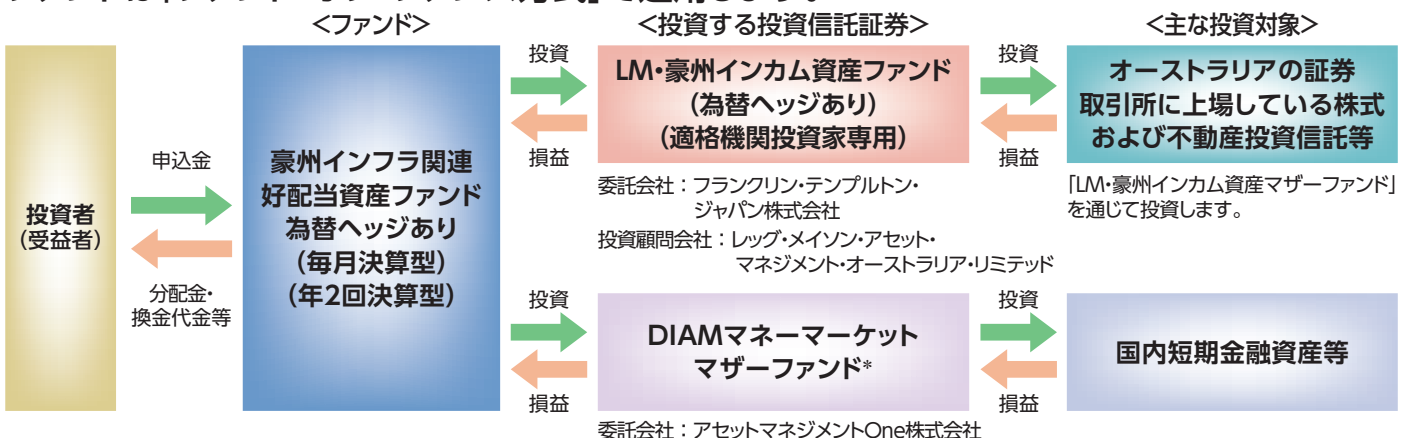 <ファンド>
<投資する投資信託証券>
<主な投資対象>
投資者
(受益者)
申込金
分配金・
換金代金等
豪州インフラ関連
好配当資産ファンド
為替ヘッジあり
(毎月決算型)
(年2回決算型)
投資
損益
LM・豪州インカム資産ファンド
(為替ヘッジあり)
(適格機関投資家専用)
委託会社：フランクリン・テンプルトン・
ジャパン株式会社
投資顧問会社：レッグ・メイソン・アセット・
マネジメント・オーストラリア・リミテッド
投資
損益
オーストラリアの証券
取引所に上場している株式
および不動産投資信託等
「LM・豪州インカム資産マザーファンド」
を通じて投資します。
投資
損益
DIAMマネーマーケット
マザーファンド*
委託会社：アセットマネジメントOne株式会社
投資
損益
国内短期金融資産等